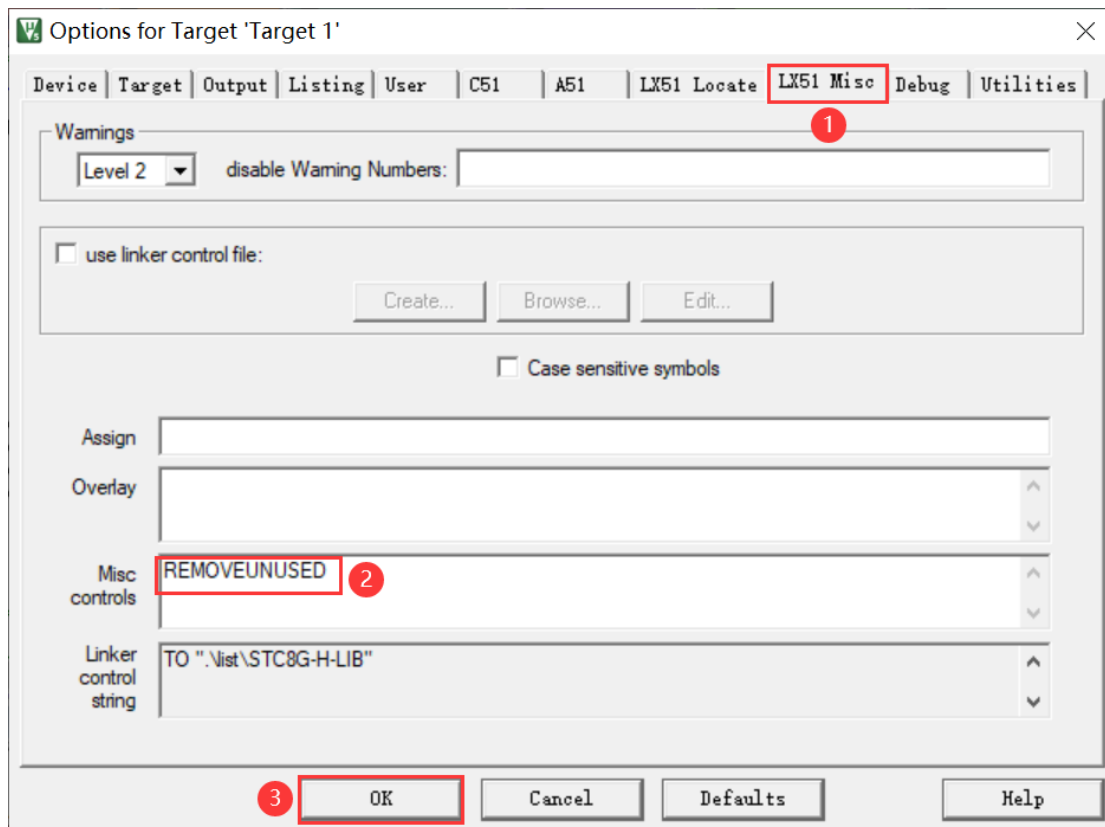 Options for Target 'Target 1'
Device Target Output Listing User C51 A51 LX51 Locate LX51 Misc Debug Utilities
1
Warnings
Level 2 disable Warning Numbers:
use linker control file:
Create... Browse... Edit...
Case sensitive symbols
Assign
Overlay
Misc controls REMOVEUNUSED 2
Linker control string TO ".\list\STC8G-H-LIB"
3 OK Cancel Defaults Help